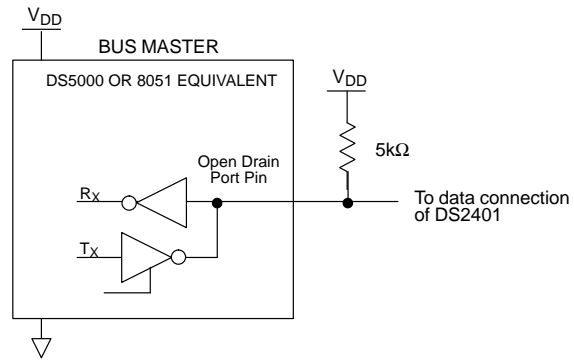 VDD
BUS MASTER
DS5000 OR 8051 EQUIVALENT
VDD
5kΩ
Open Drain
Port Pin
RX
To data connection
of DS2401
TX